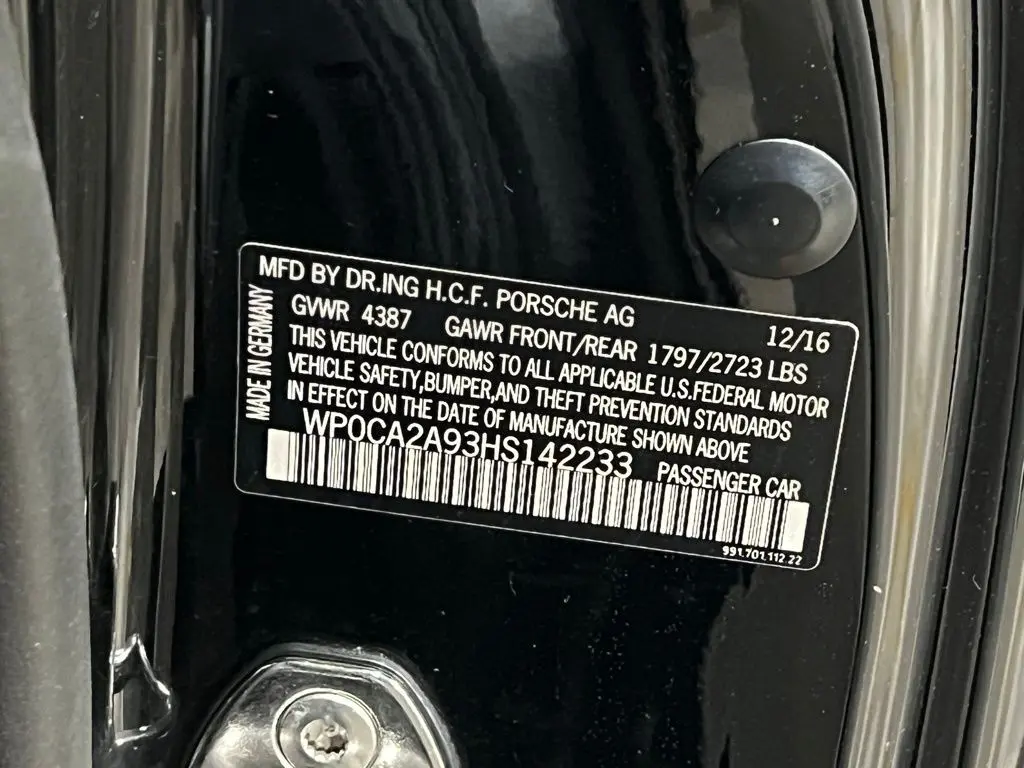 MFD BY DR.ING H.C.F. PORSCHE AG 12/16
GVWR 4387 GAWR FRONT/REAR 1797/2723 LBS
THIS VEHICLE CONFORMS TO ALL APPLICABLE U.S.FEDERAL MOTOR
VEHICLE SAFETY,BUMPER,AND THEFT PREVENTION STANDARDS
IN EFFECT ON THE DATE OF MANUFACTURE SHOWN ABOVE
WP0CA2A93HS142233 PASSENGER CAR
991.701.112.22
MADE IN GERMANY